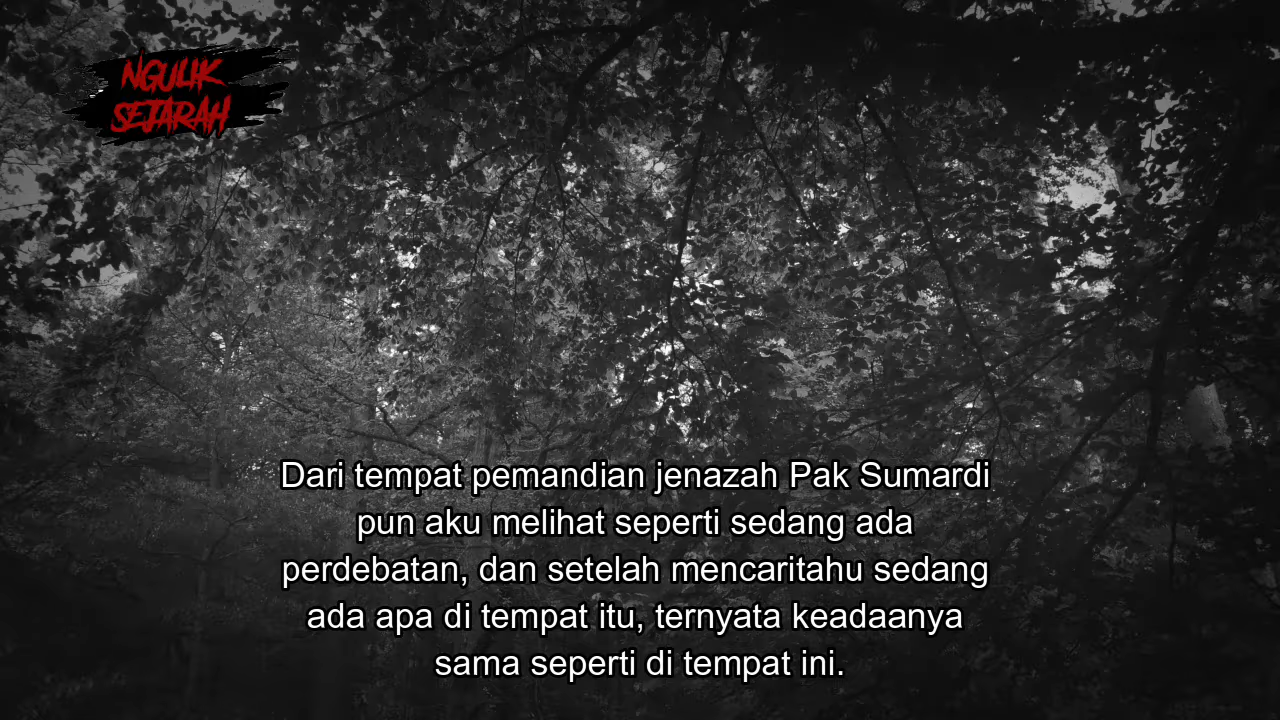 NGULIK
SEJARAH
Dari tempat pemandian jenazah Pak Sumardi
pun aku melihat seperti sedang ada
perdebatan, dan setelah mencaritahu sedang
ada apa di tempat itu, ternyata keadaanya
sama seperti di tempat ini.